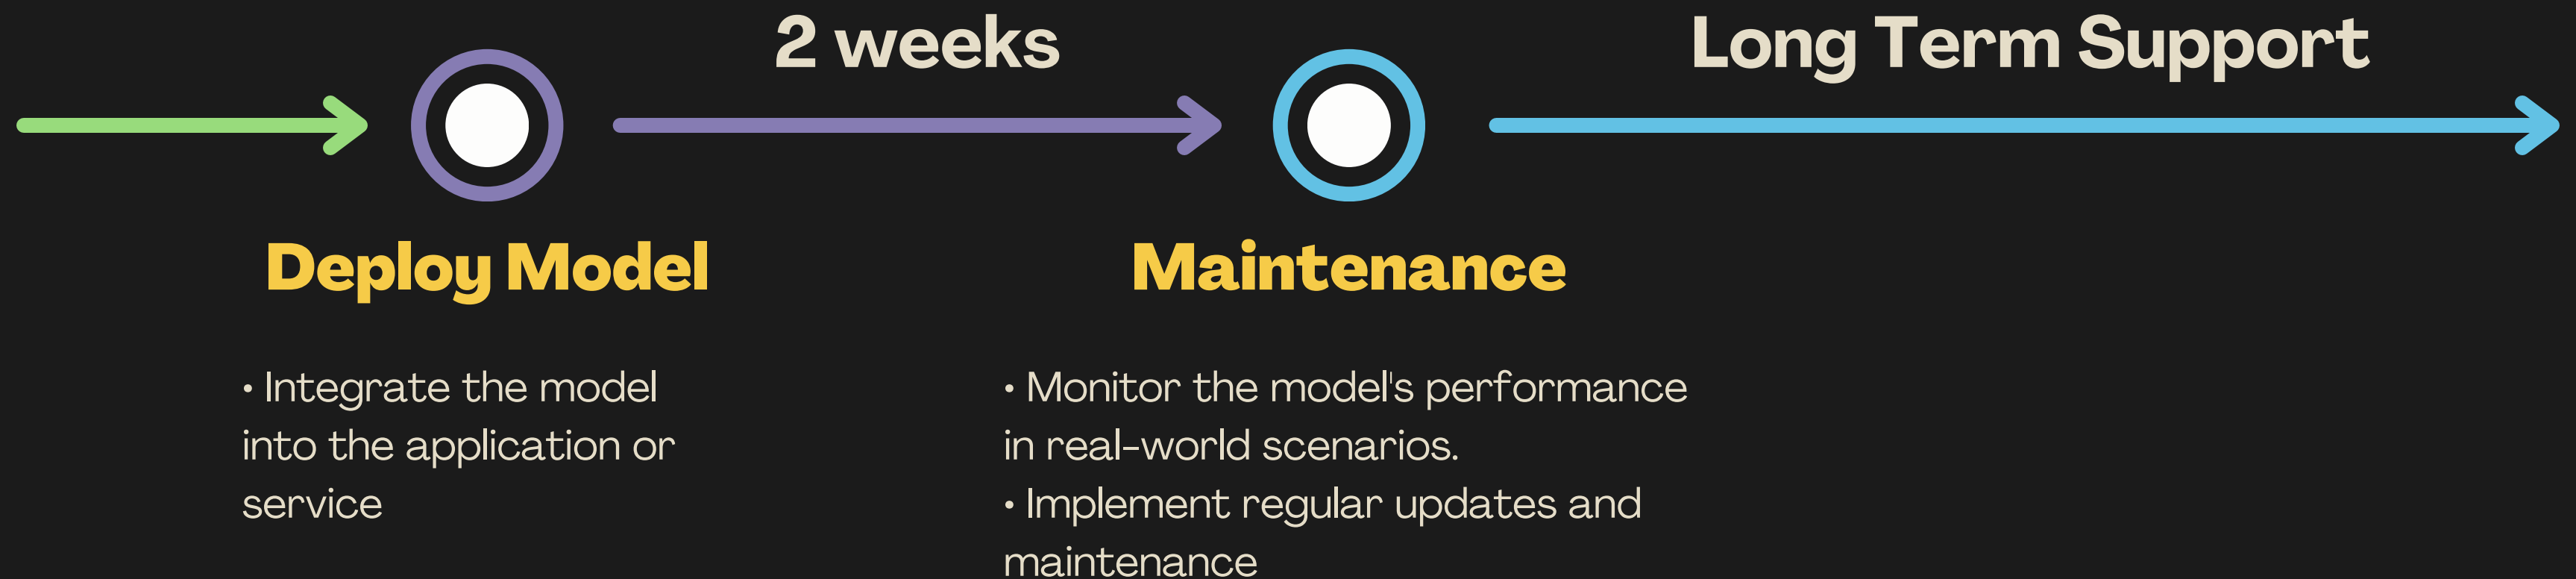 2 weeks
Long Term Support
Deploy Model
• Integrate the model
into the application or
service
Maintenance
• Monitor the model's performance
in real-world scenarios.
• Implement regular updates and
maintenance